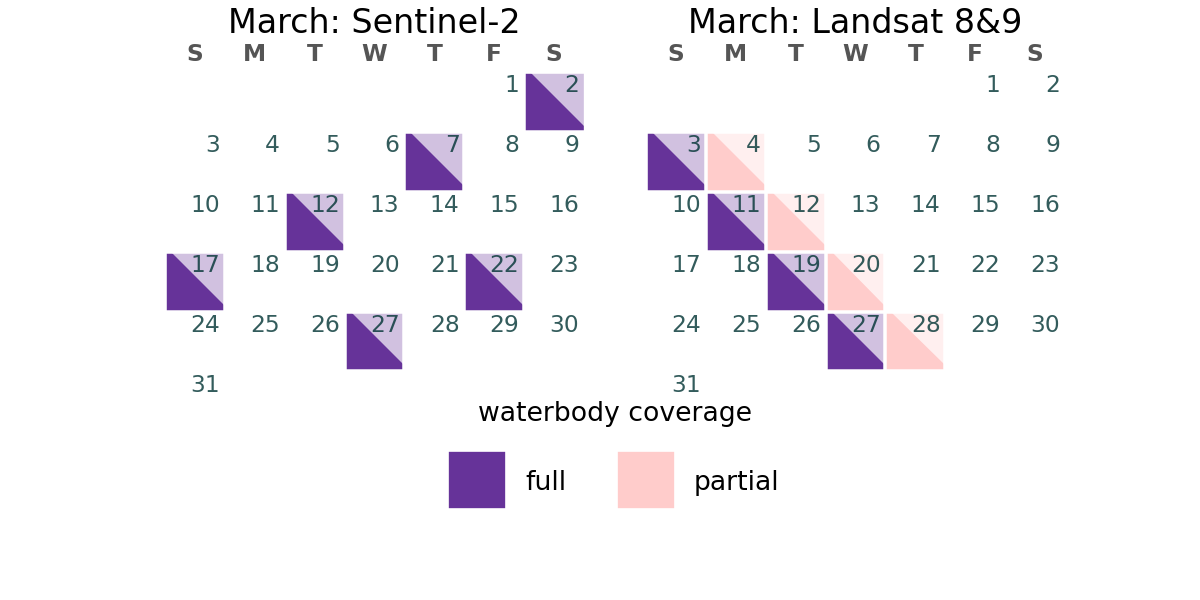 March: Sentinel-2
S M T W T F S
1 2
3 4 5 6 7 8 9
10 11 12 13 14 15 16
17 18 19 20 21 22 23
24 25 26 27 28 29 30
31
March: Landsat 8&9
S M T W T F S
1 2
3 4 5 6 7 8 9
10 11 12 13 14 15 16
17 18 19 20 21 22 23
24 25 26 27 28 29 30
31
waterbody coverage
full partial